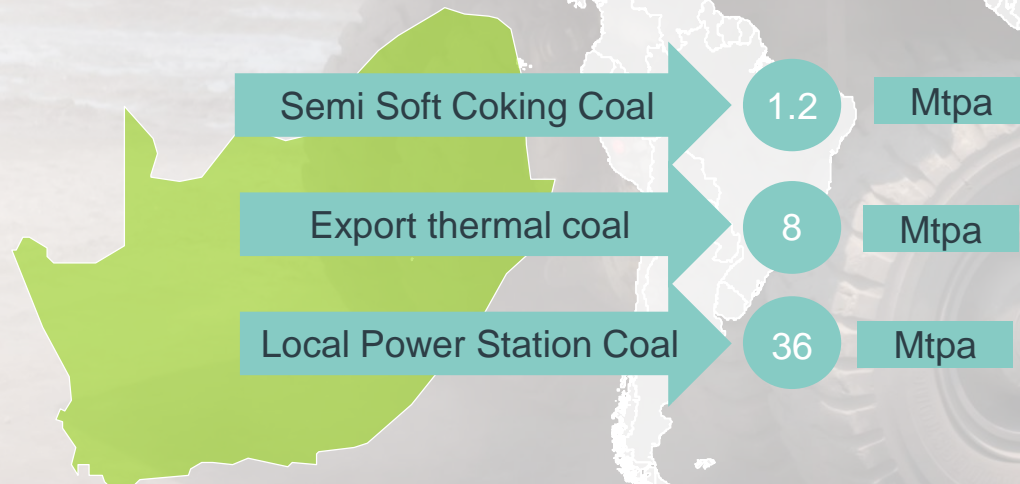 Semi Soft Coking Coal 1.2 Mtpa
Export thermal coal 8 Mtpa
Local Power Station Coal 36 Mtpa